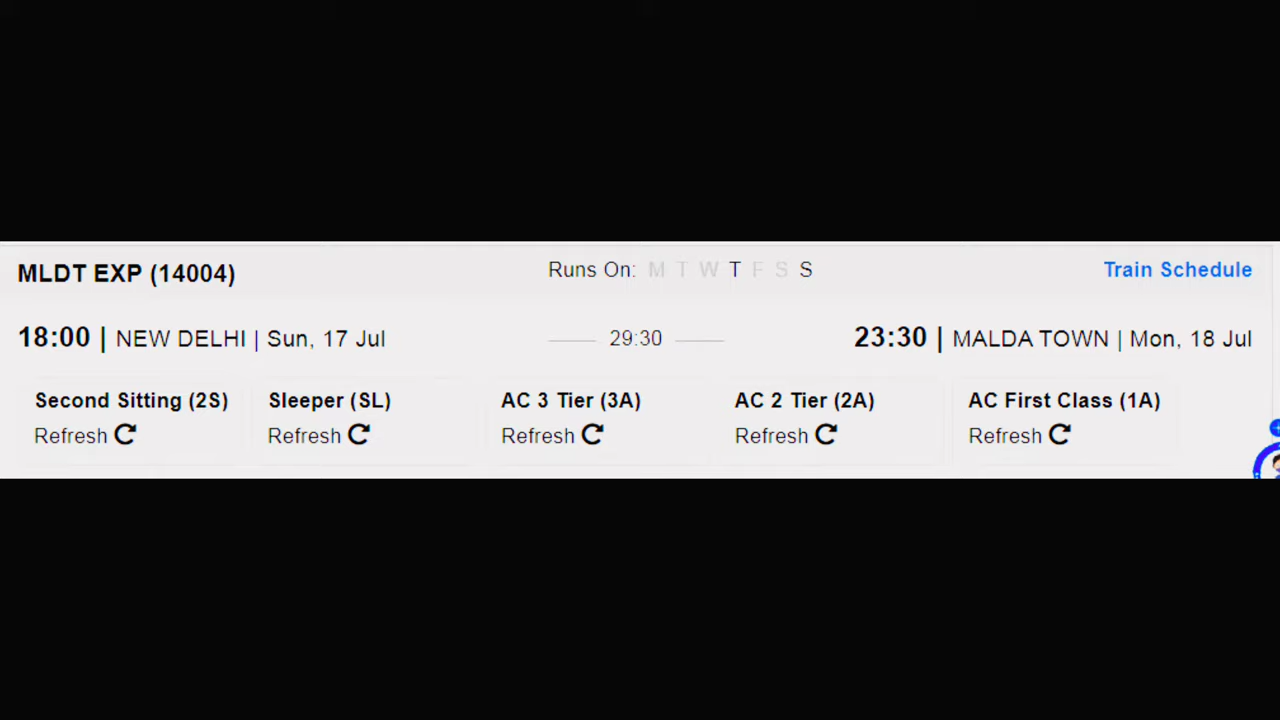 MLDT EXP (14004) Runs On: M T W T F S S Train Schedule
18:00 | NEW DELHI | Sun, 17 Jul 29:30 23:30 | MALDA TOWN | Mon, 18 Jul
Second Sitting (2S) Sleeper (SL) AC 3 Tier (3A) AC 2 Tier (2A) AC First Class (1A)
Refresh Refresh Refresh Refresh Refresh